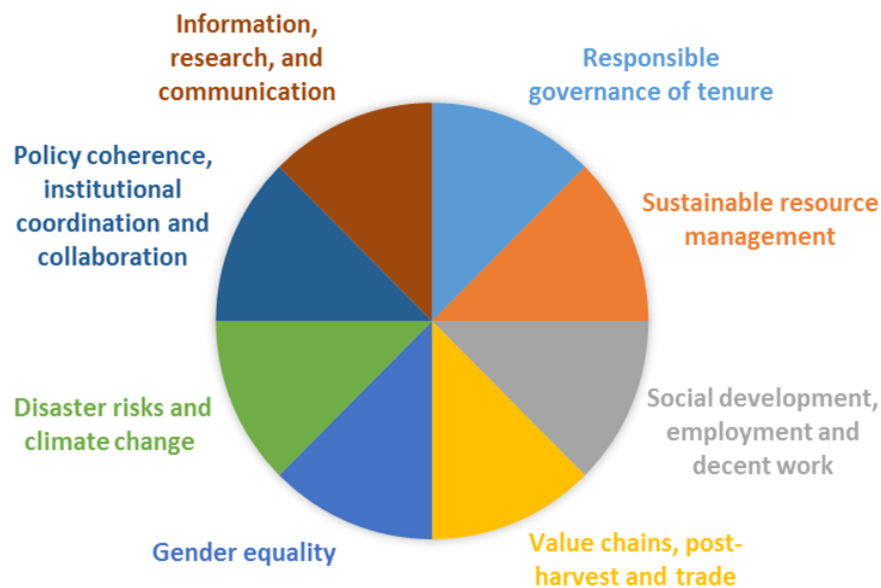 Information,
research, and
communication
Responsible
governance of tenure
Policy coherence,
institutional
coordination and
collaboration
Sustainable resource
management
Disaster risks and
climate change
Social development,
employment and
decent work
Gender equality
Value chains, post-
harvest and trade